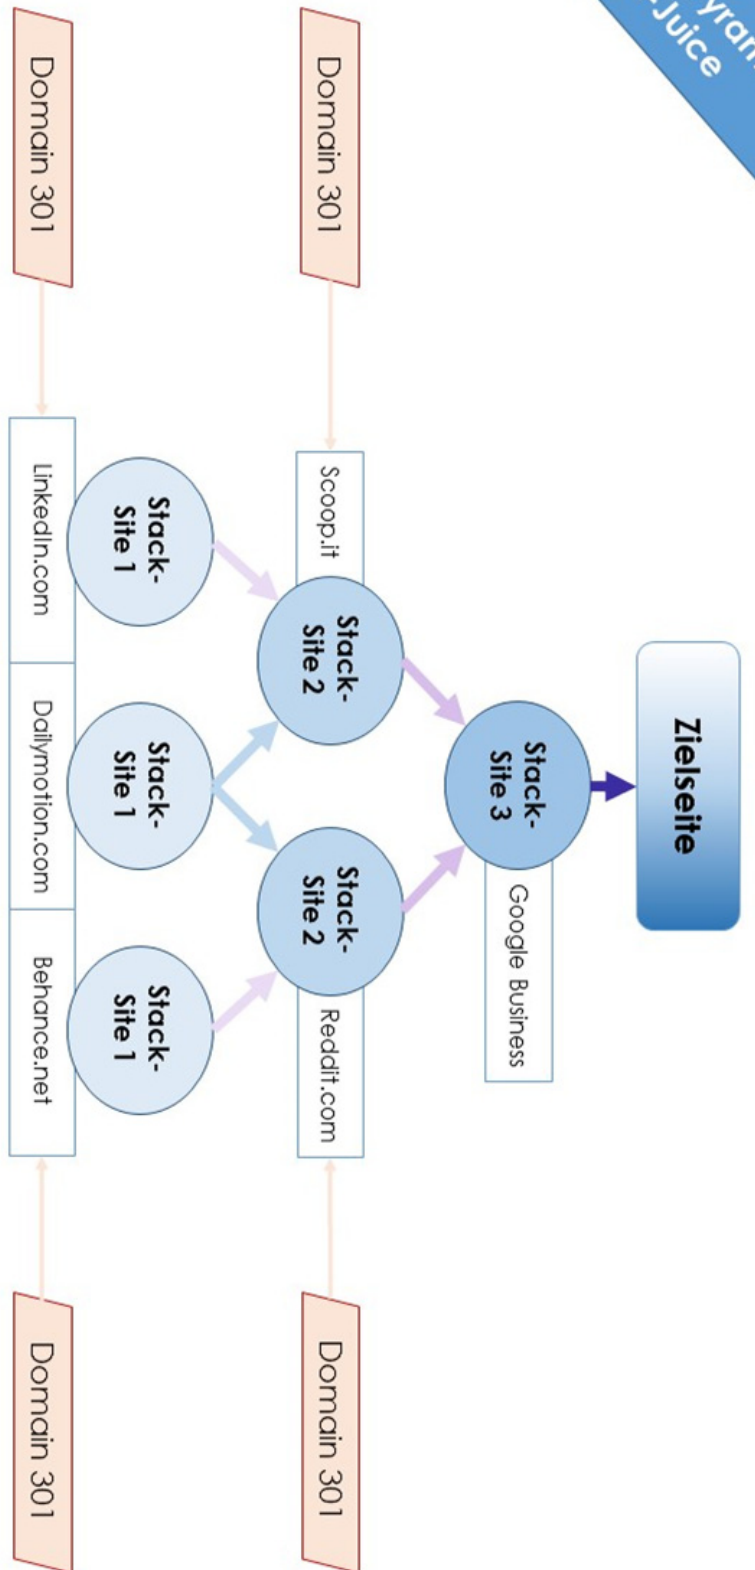 yram
-Juice
Zielseite
Stack-
Site 3
Google Business
Domain 301
Scoop.it
Stack-
Site 2
Stack-
Site 2
Reddit.com
Domain 301
Stack-
Site 1
Stack-
Site 1
Stack-
Site 1
Domain 301
LinkedIn.com
Dailymotion.com
Behance.net
Domain 301